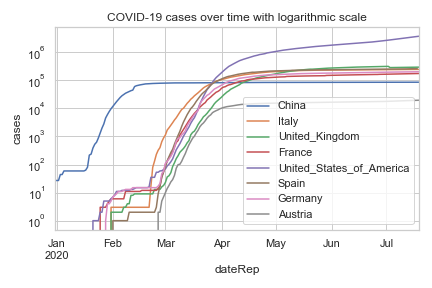 COVID-19 cases over time with logarithmic scale
cases
10^6
10^5
10^4
10^3
10^2
10^1
10^0
China
Italy
United_Kingdom
France
United_States_of_America
Spain
Germany
Austria
Jan Feb Mar Apr May Jun Jul
2020
dateRep